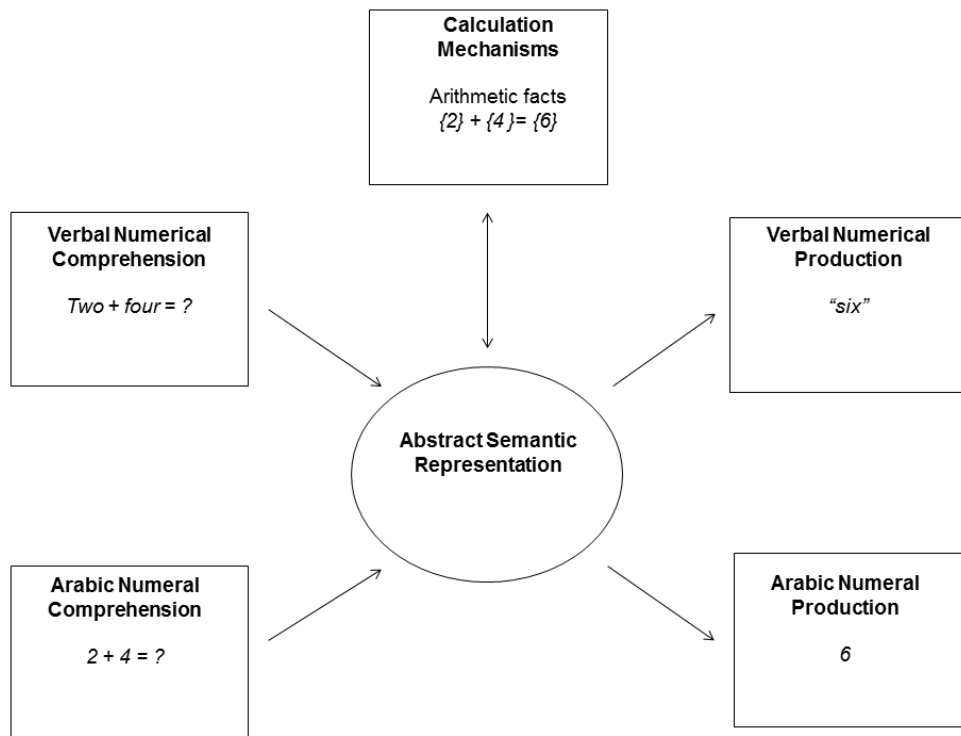 Calculation
Mechanisms
Arithmetic facts
{2} + {4}= {6}
Verbal Numerical
Comprehension
Two + four = ?
Verbal Numerical
Production
“six”
Abstract Semantic
Representation
Arabic Numeral
Comprehension
2 + 4 = ?
Arabic Numeral
Production
6